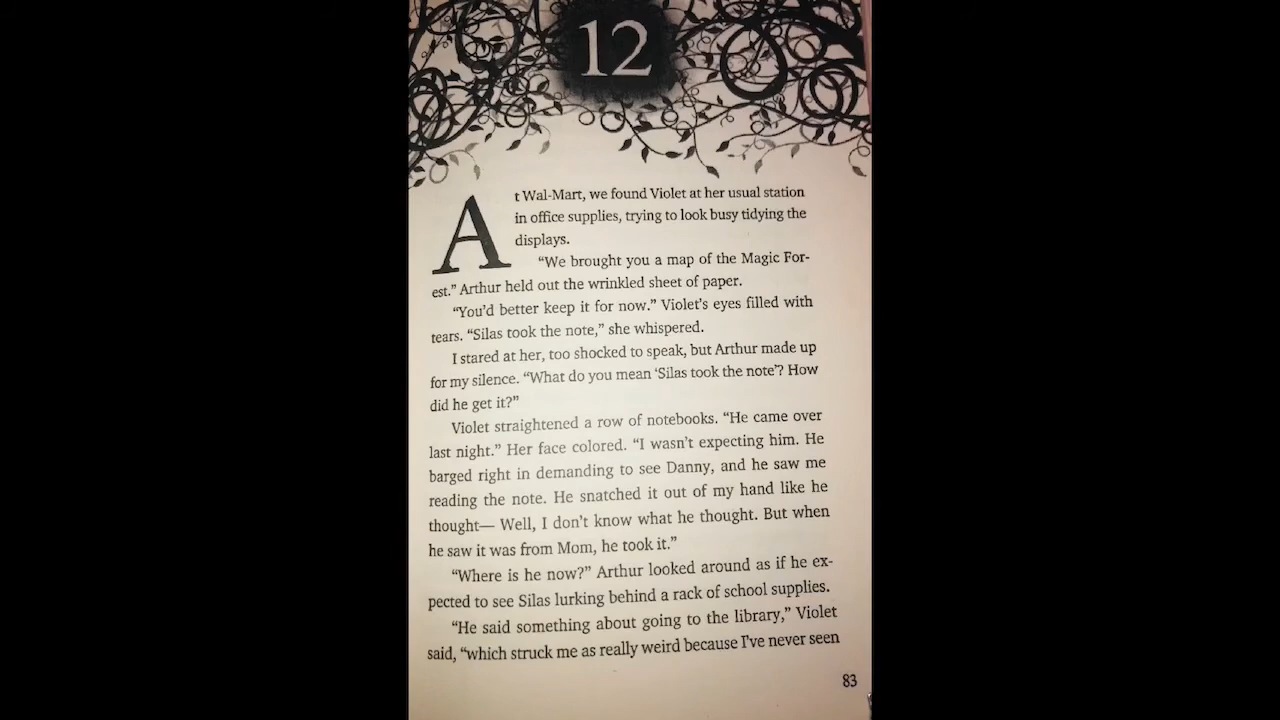 12
At Wal-Mart, we found Violet at her usual station
in office supplies, trying to look busy tidying the
displays.
“We brought you a map of the Magic For-
est.” Arthur held out the wrinkled sheet of paper.
“You’d better keep it for now.” Violet’s eyes filled with
tears. “Silas took the note,” she whispered.
I stared at her, too shocked to speak, but Arthur made up
for my silence. “What do you mean ‘Silas took the note’? How
did he get it?”
Violet straightened a row of notebooks. “He came over
last night.” Her face colored. “I wasn’t expecting him. He
barged right in demanding to see Danny, and he saw me
reading the note. He snatched it out of my hand like he
thought— Well, I don’t know what he thought. But when
he saw it was from Mom, he took it.”
“Where is he now?” Arthur looked around as if he ex-
pected to see Silas lurking behind a rack of school supplies.
“He said something about going to the library,” Violet
said, “which struck me as really weird because I’ve never seen
83